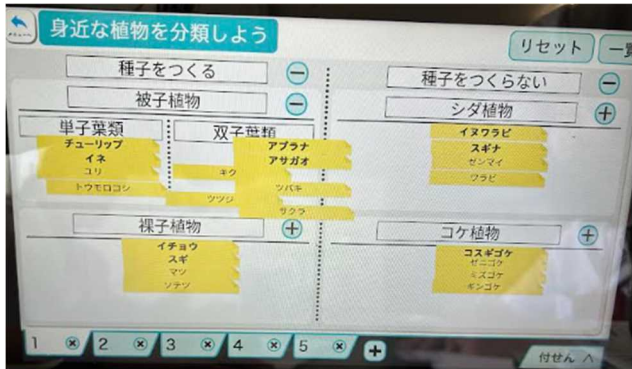 メニューへ
身近な植物を分類しよう
リセット
一覧
種子をつくる
種子をつくらない
被子植物
シダ植物
単子葉類
双子葉類
チューリップ
イネ
ユリ
トウモロコシ
アブラナ
アサガオ
キク
ツバキ
ツツジ
サクラ
イヌワラビ
スギナ
ゼンマイ
ワラビ
裸子植物
コケ植物
イチョウ
スギ
マツ
ソテツ
コスギゴケ
ゼニゴケ
ミズゴケ
ギンゴケ
1
2
3
4
5
付せん